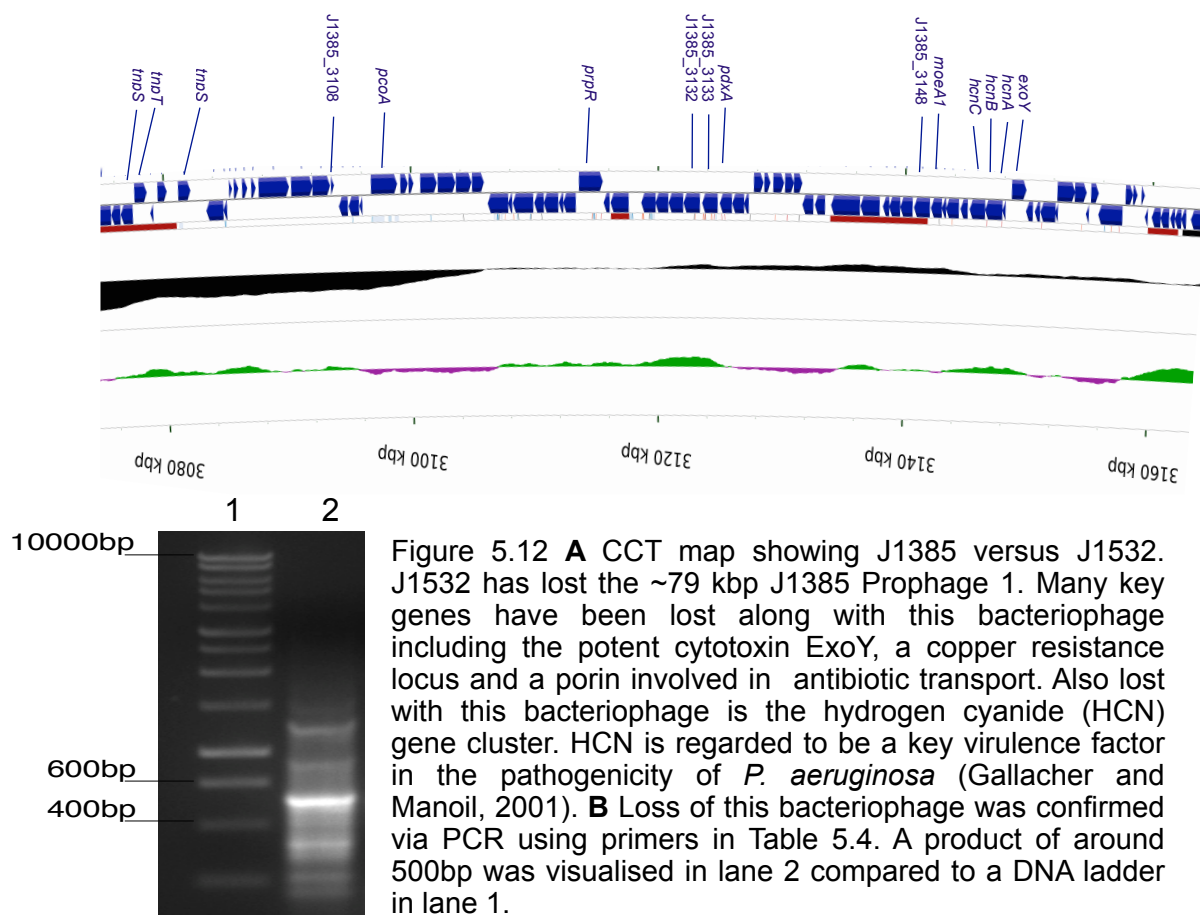 tnpS
tnpT
tnpS
J1385_3108
pcoA
prpR
J1385_3132
J1385_3133
pdxA
J1385_3148
moeA1
hcnC
hcnB
hcnA
exoY
3080 kbp
3100 kbp
3120 kbp
3140 kbp
3160 kbp
1 2
10000bp
600bp
400bp
Figure 5.12 A CCT map showing J1385 versus J1532.
J1532 has lost the ~79 kbp J1385 Prophage 1. Many key
genes have been lost along with this bacteriophage
including the potent cytotoxin ExoY, a copper resistance
locus and a porin involved in antibiotic transport. Also lost
with this bacteriophage is the hydrogen cyanide (HCN)
gene cluster. HCN is regarded to be a key virulence factor
in the pathogenicity of P. aeruginosa (Gallacher and
Manoil, 2001). B Loss of this bacteriophage was confirmed
via PCR using primers in Table 5.4. A product of around
500bp was visualised in lane 2 compared to a DNA ladder
in lane 1.